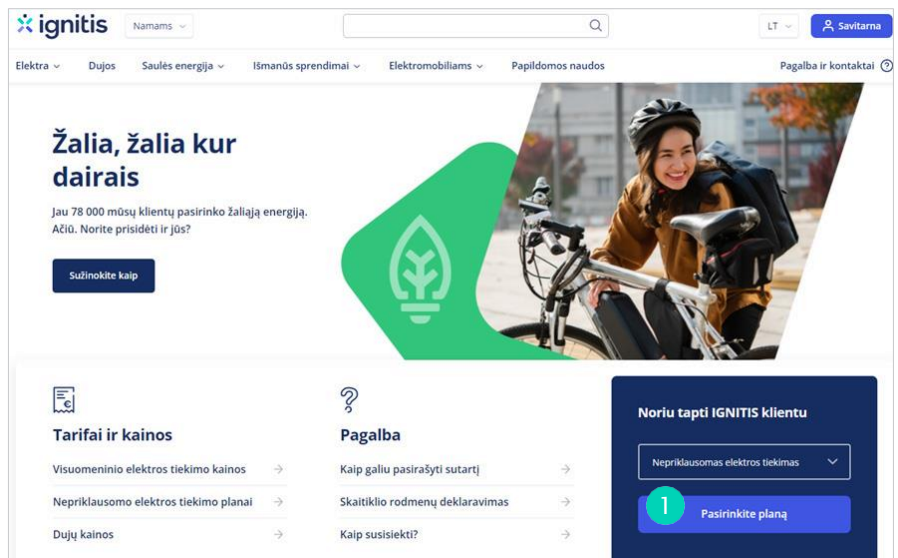 ignitis
Namams
LT
Savitarna
Elektra
Dujos
Saulės energija
Išmanūs sprendimai
Elektromobiliams
Papildomos naudos
Pagalba ir kontaktai
Žalia, žalia kur
dairais
Jau 78 000 mūsų klientų pasirinko žaliąją energiją.
Ačiū. Norite prisidėti ir jūs?
Sužinokite kaip
Tarifai ir kainos
Visuomeninio elektros tiekimo kainos
Nepriklausomo elektros tiekimo planai
Dujų kainos
Pagalba
Kaip galiu pasirašyti sutartį
Skaitiklio rodmenų deklaravimas
Kaip susisiekti?
Noriu tapti IGNITIS klientu
Nepriklausomas elektros tiekimas
1
Pasirinkite planą